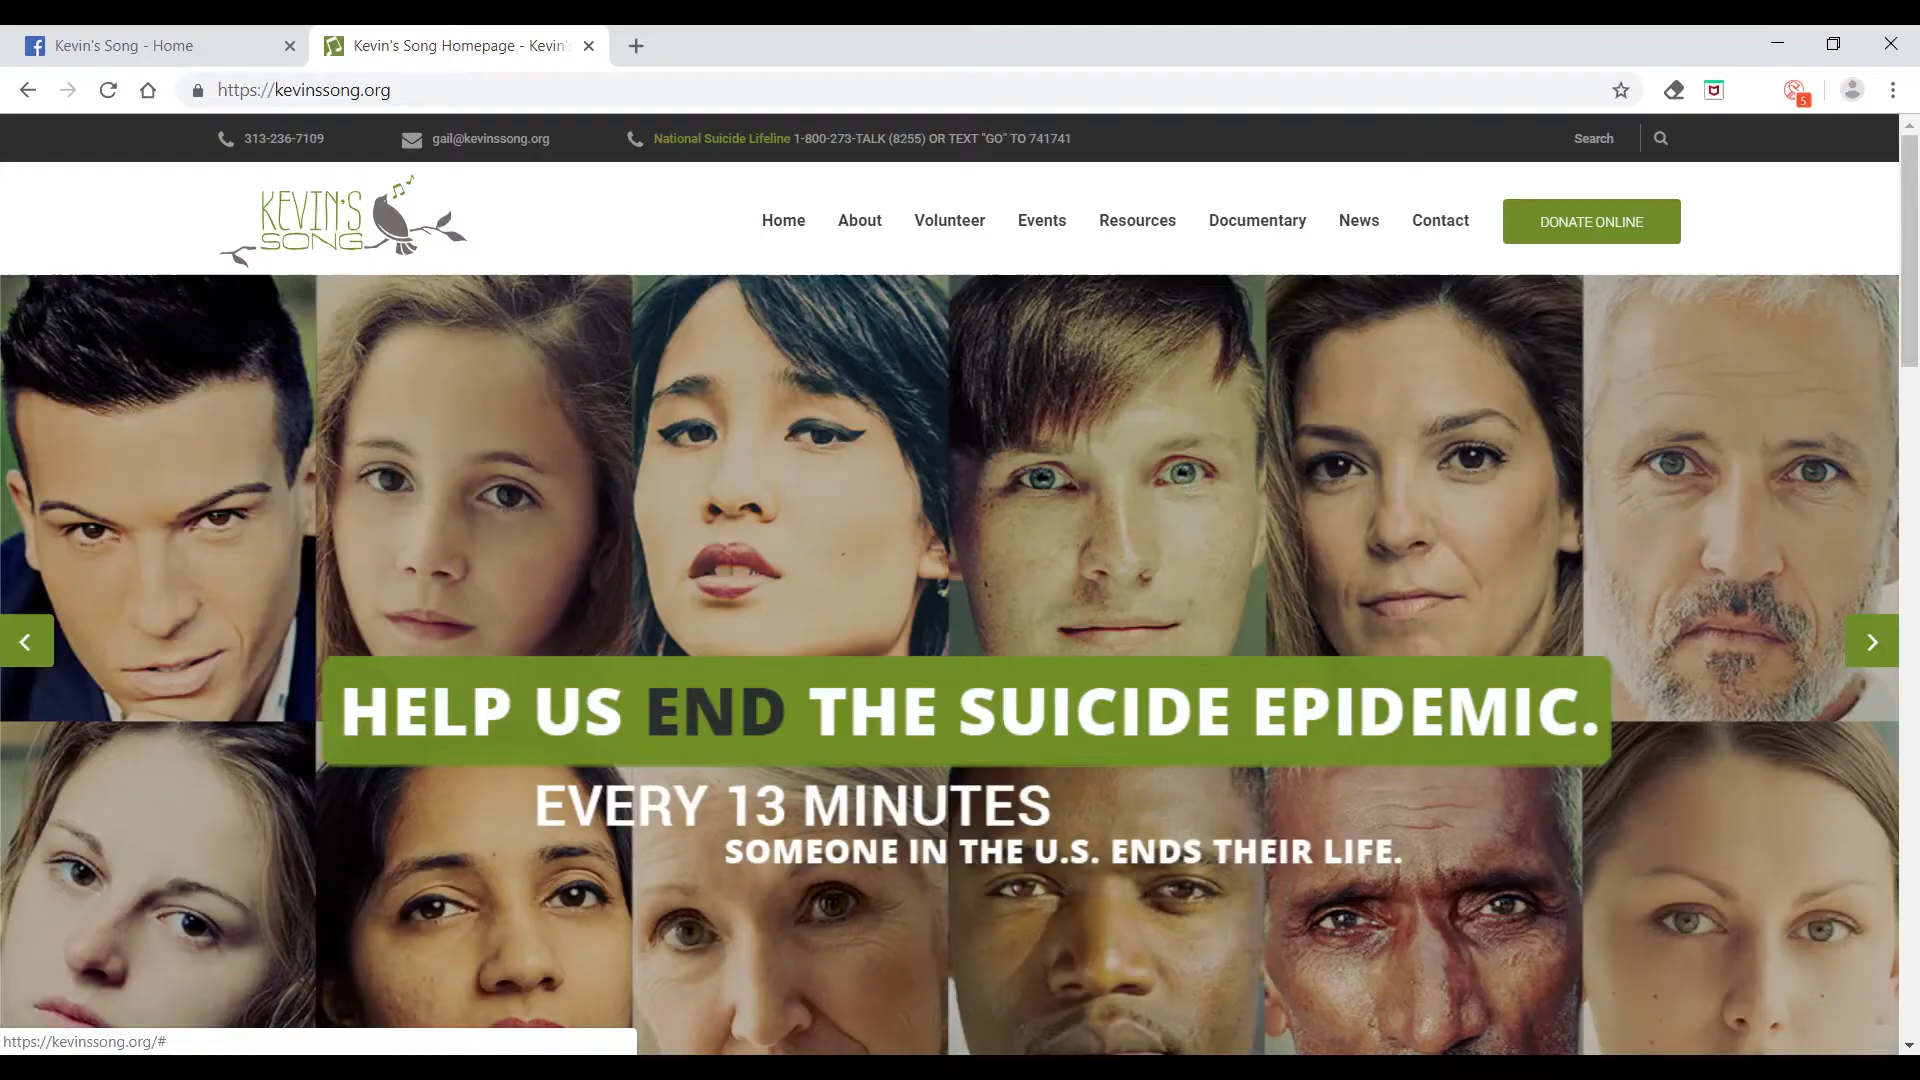 Kevin's Song - Home
Kevin's Song Homepage - Kevin'
https://kevinssong.org
5
313-236-7109
gail@kevinssong.org
National Suicide Lifeline 1-800-273-TALK (8255) OR TEXT "GO" TO 741741
Search
KEVIN'S
SONG
Home
About
Volunteer
Events
Resources
Documentary
News
Contact
DONATE ONLINE
HELP US END THE SUICIDE EPIDEMIC.
EVERY 13 MINUTES
SOMEONE IN THE U.S. ENDS THEIR LIFE.
https://kevinssong.org/#